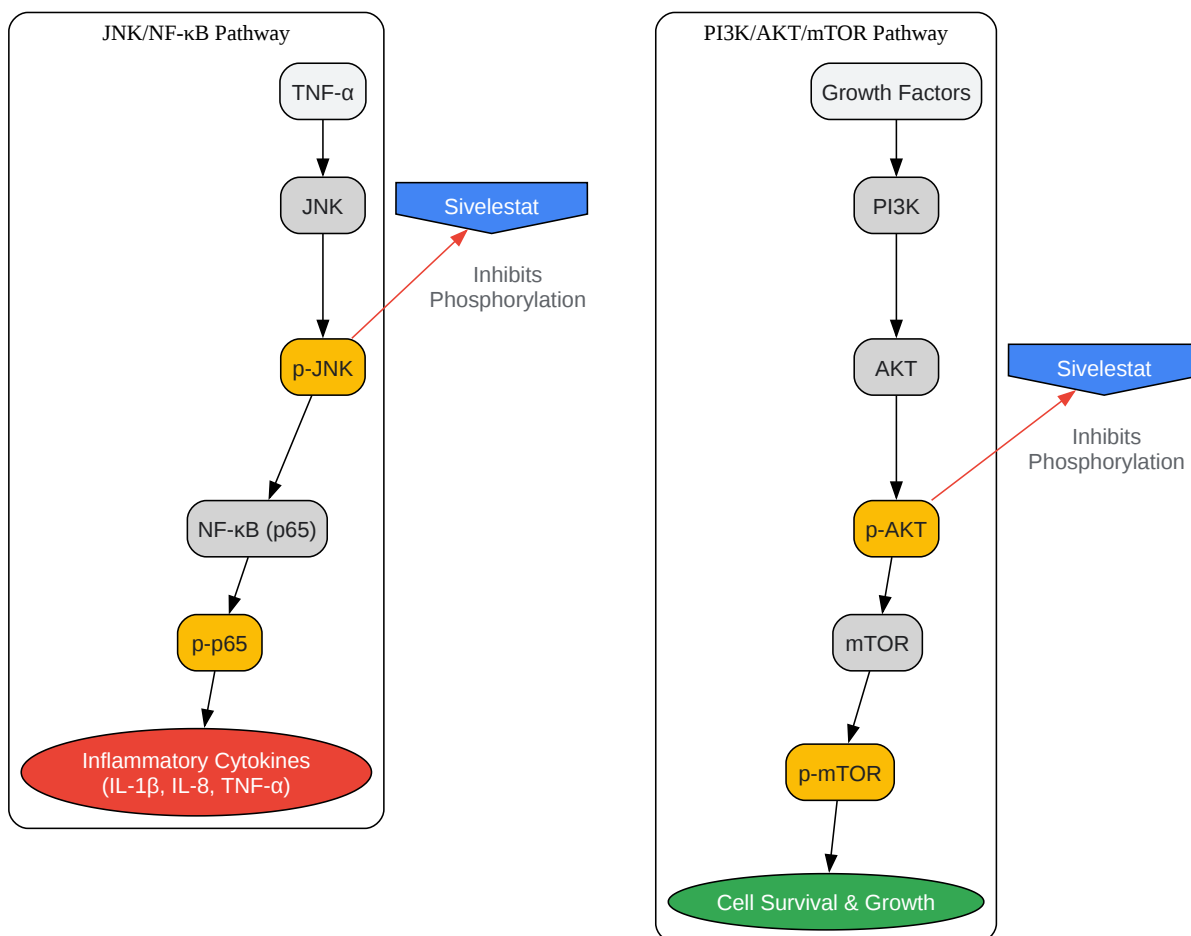 JNK/NF-κB Pathway
TNF-α
JNK
Sivelestat
Inhibits
Phosphorylation
p-JNK
NF-κB (p65)
p-p65
Inflammatory Cytokines
(IL-1β, IL-8, TNF-α)
PI3K/AKT/mTOR Pathway
Growth Factors
PI3K
AKT
Sivelestat
Inhibits
Phosphorylation
p-AKT
mTOR
p-mTOR
Cell Survival & Growth